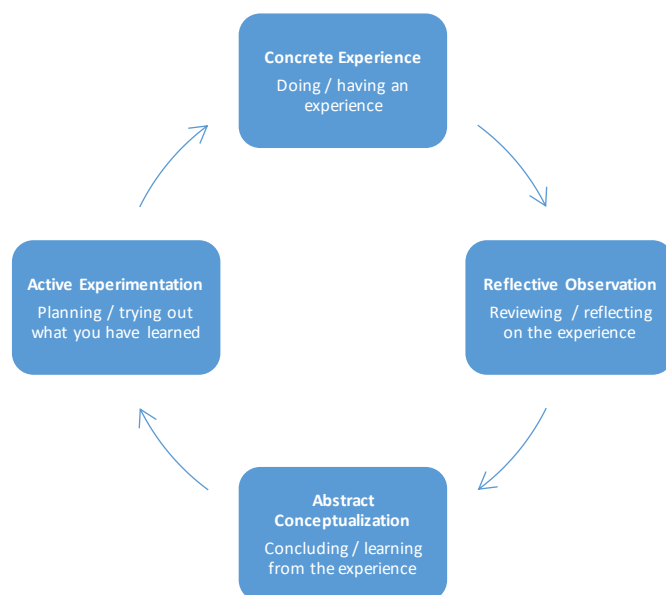 Concrete Experience
Doing / having an
experience
Reflective Observation
Reviewing / reflecting
on the experience
Abstract
Conceptualization
Concluding / learning
from the experience
Active Experimentation
Planning / trying out
what you have learned